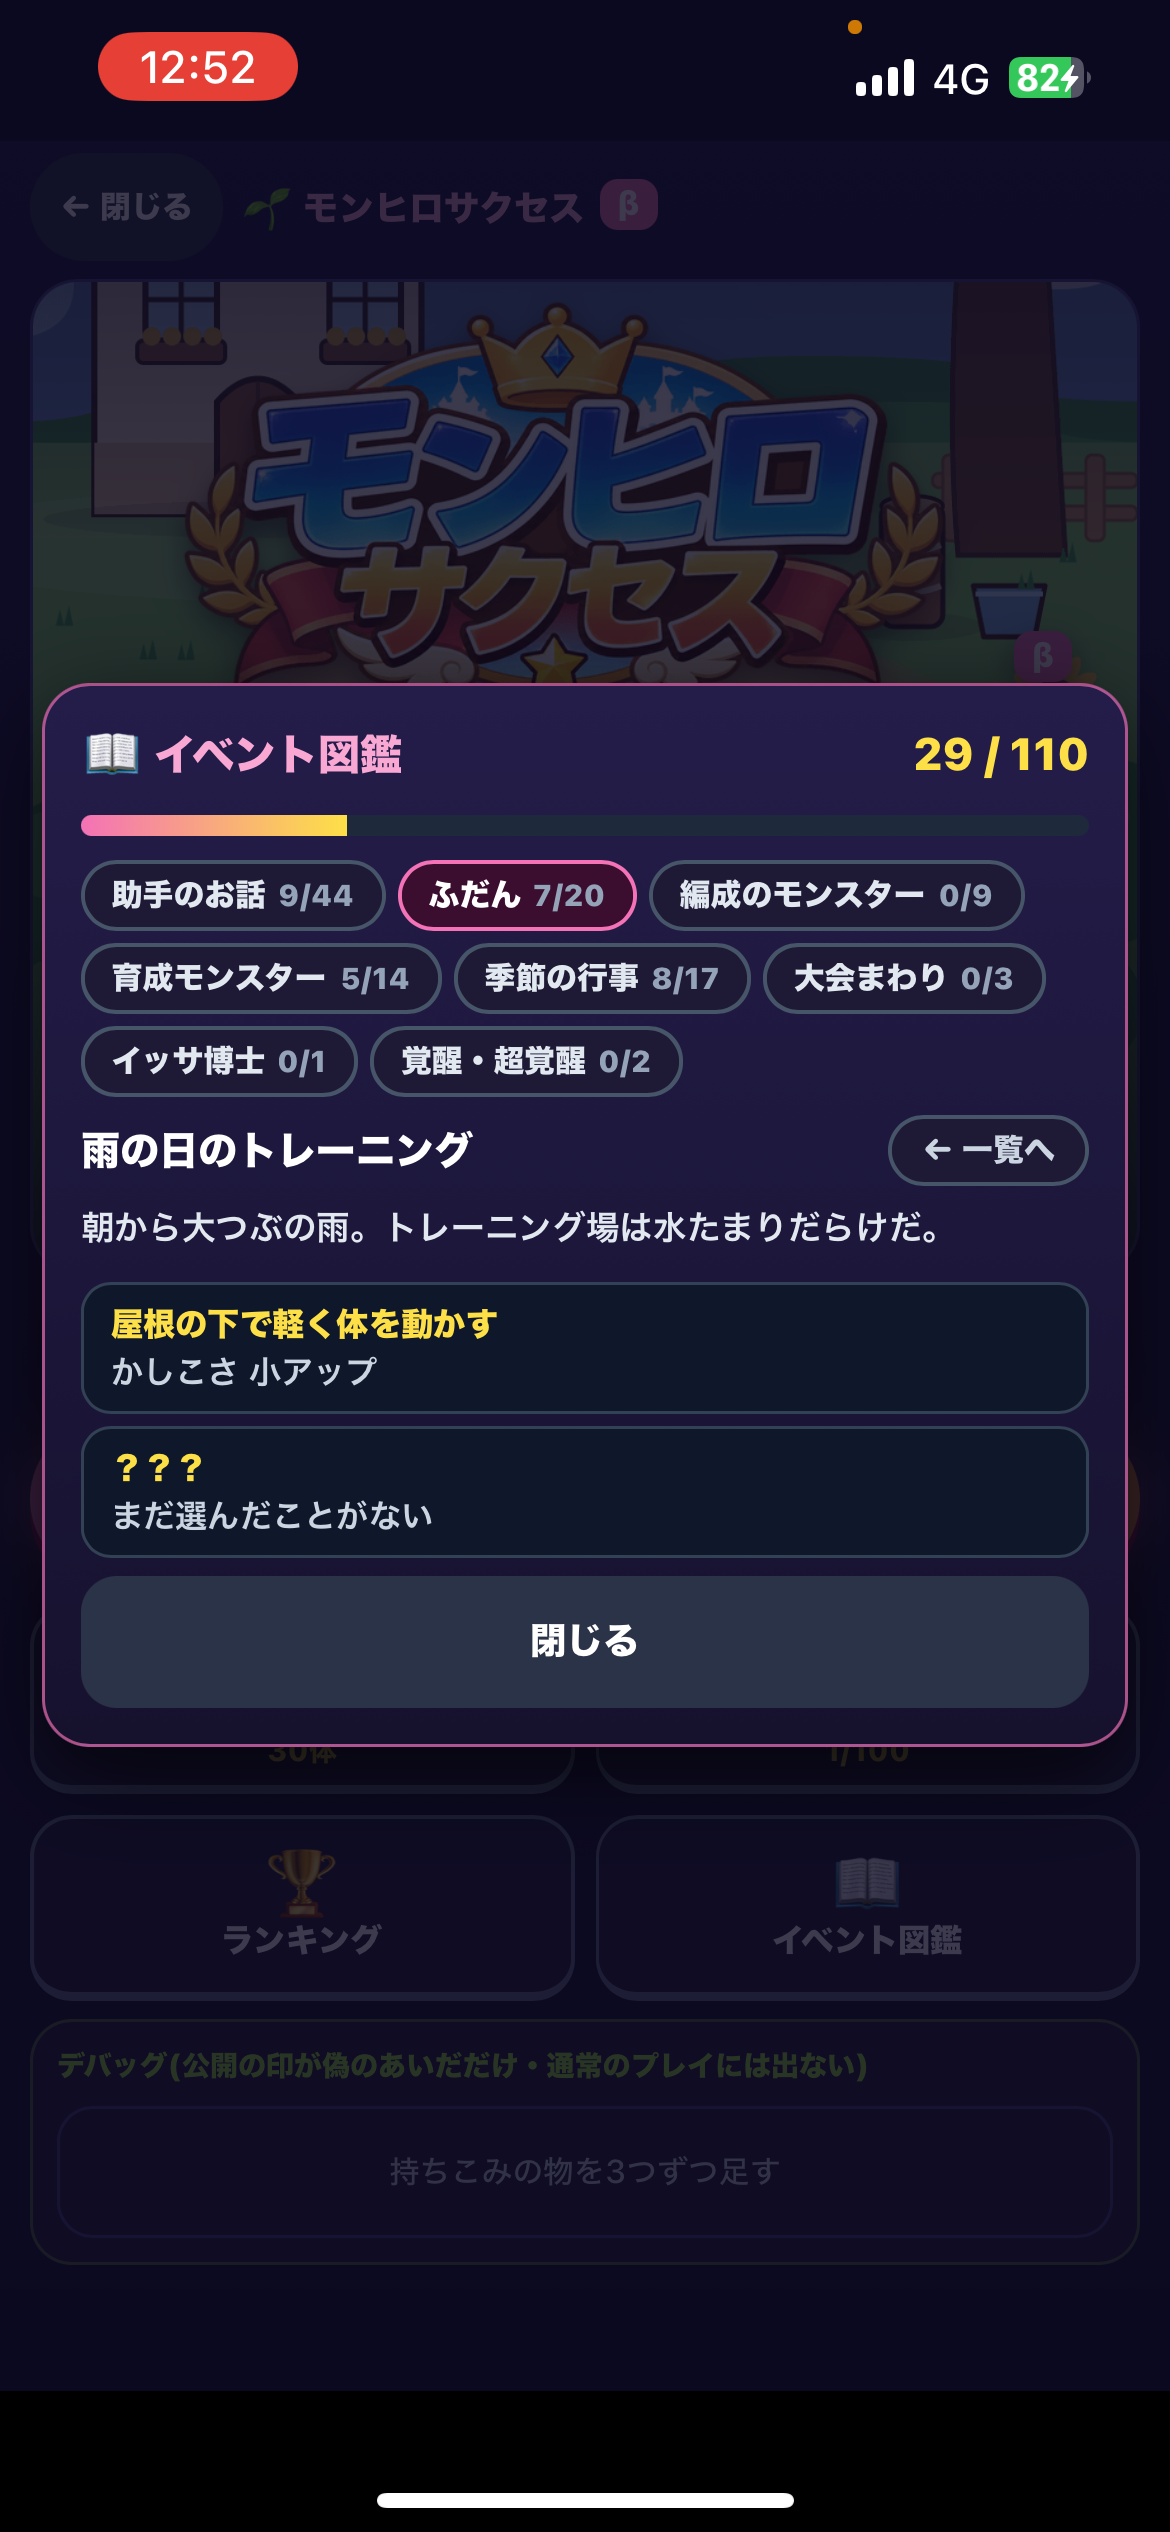 12:52
4G
82
← 閉じる
モンヒロサクセス β
モンヒロ
サクセス
β
イベント図鑑
29 / 110
助手のお話 9/44
ふだん 7/20
編成のモンスター 0/9
育成モンスター 5/14
季節の行事 8/17
大会まわり 0/3
イッサ博士 0/1
覚醒・超覚醒 0/2
雨の日のトレーニング
← 一覧へ
朝から大つぶの雨。トレーニング場は水たまりだらけだ。
屋根の下で軽く体を動かす
かしこさ 小アップ
???
まだ選んだことがない
閉じる
30体
1/100
ランキング
イベント図鑑
デバッグ(公開の印が偽のあいだだけ・通常のプレイには出ない)
持ちこみの物を3つずつ足す